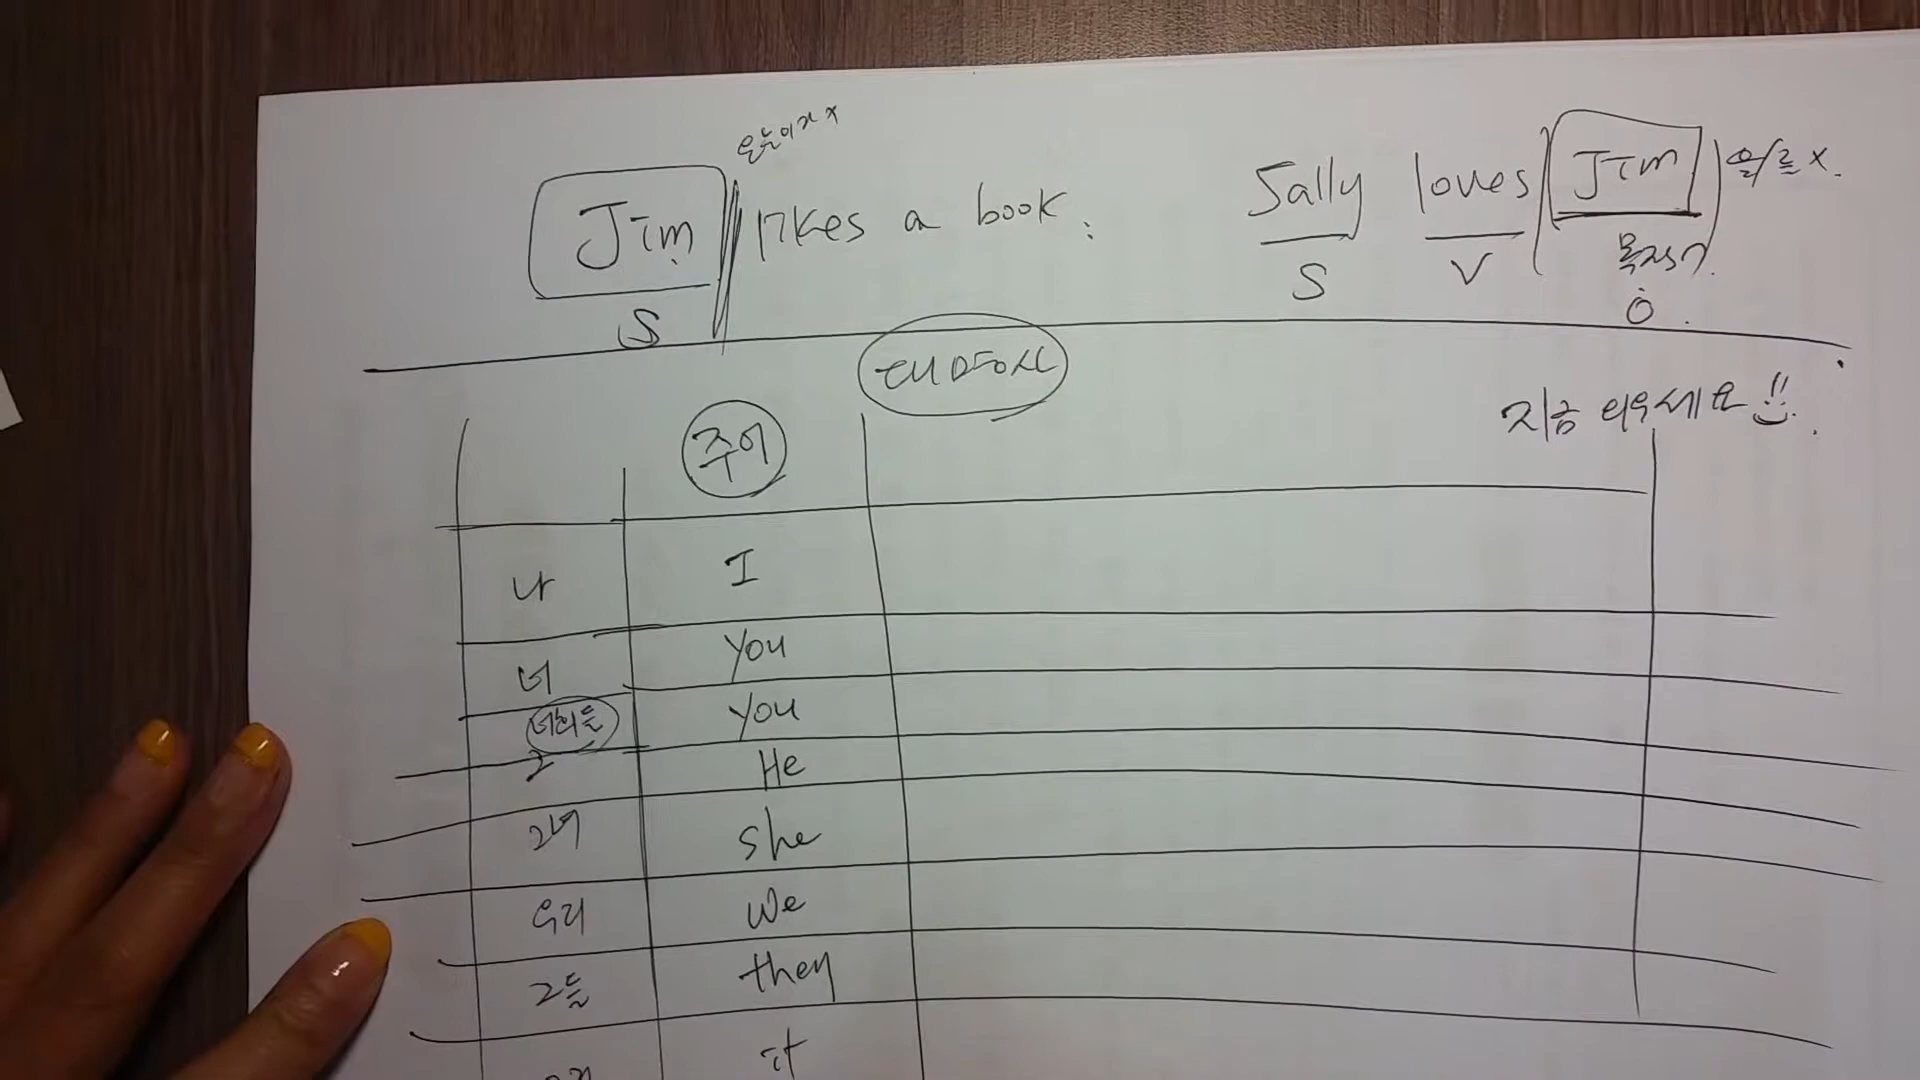 은는이가 x
Jim likes a book.
S
Sally loves Jim 을/를 x.
S V 목적어.
O.
대명사
지금 외우세요!!
주어
나 I
너 you
너희들 you
그 He
그녀 she
우리 we
그들 they
it